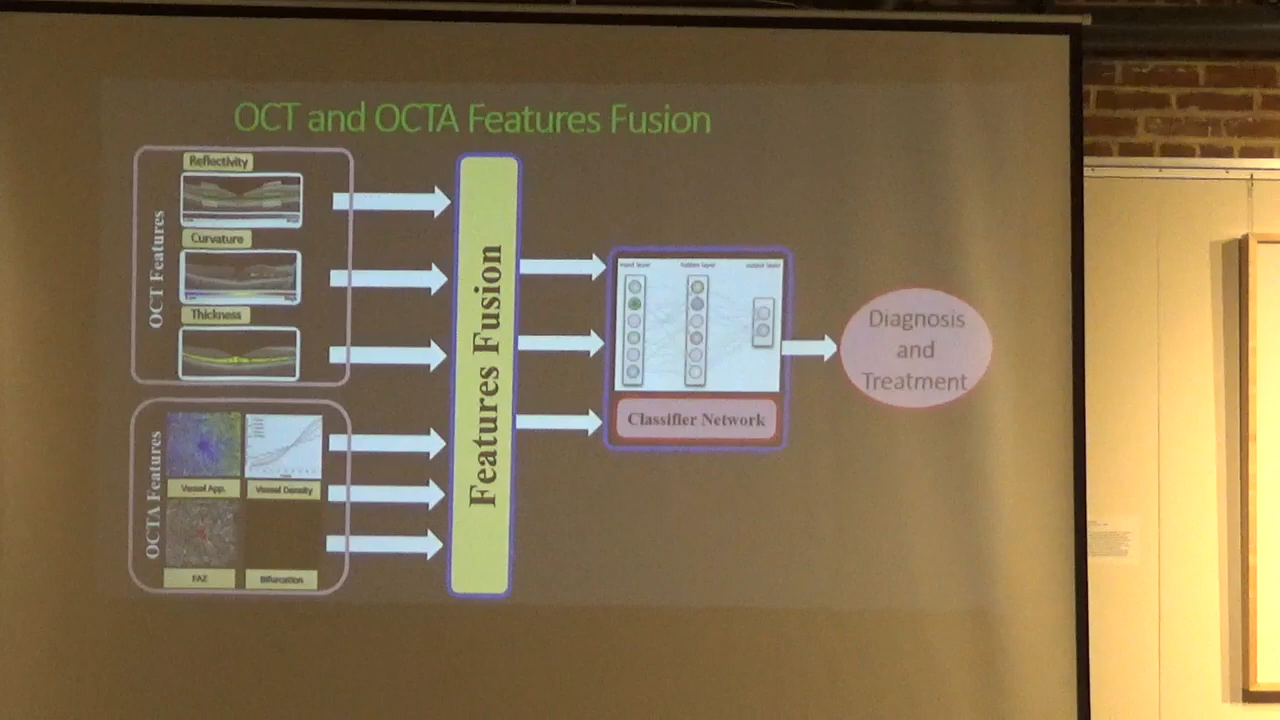 OCT and OCTA Features Fusion
OCT Features
Reflectivity
Curvature
Thickness
OCTA Features
Vessel App.
Vessel Density
FAZ
Bifurcation
Features Fusion
input layer
hidden layer
output layer
Classifier Network
Diagnosis
and
Treatment